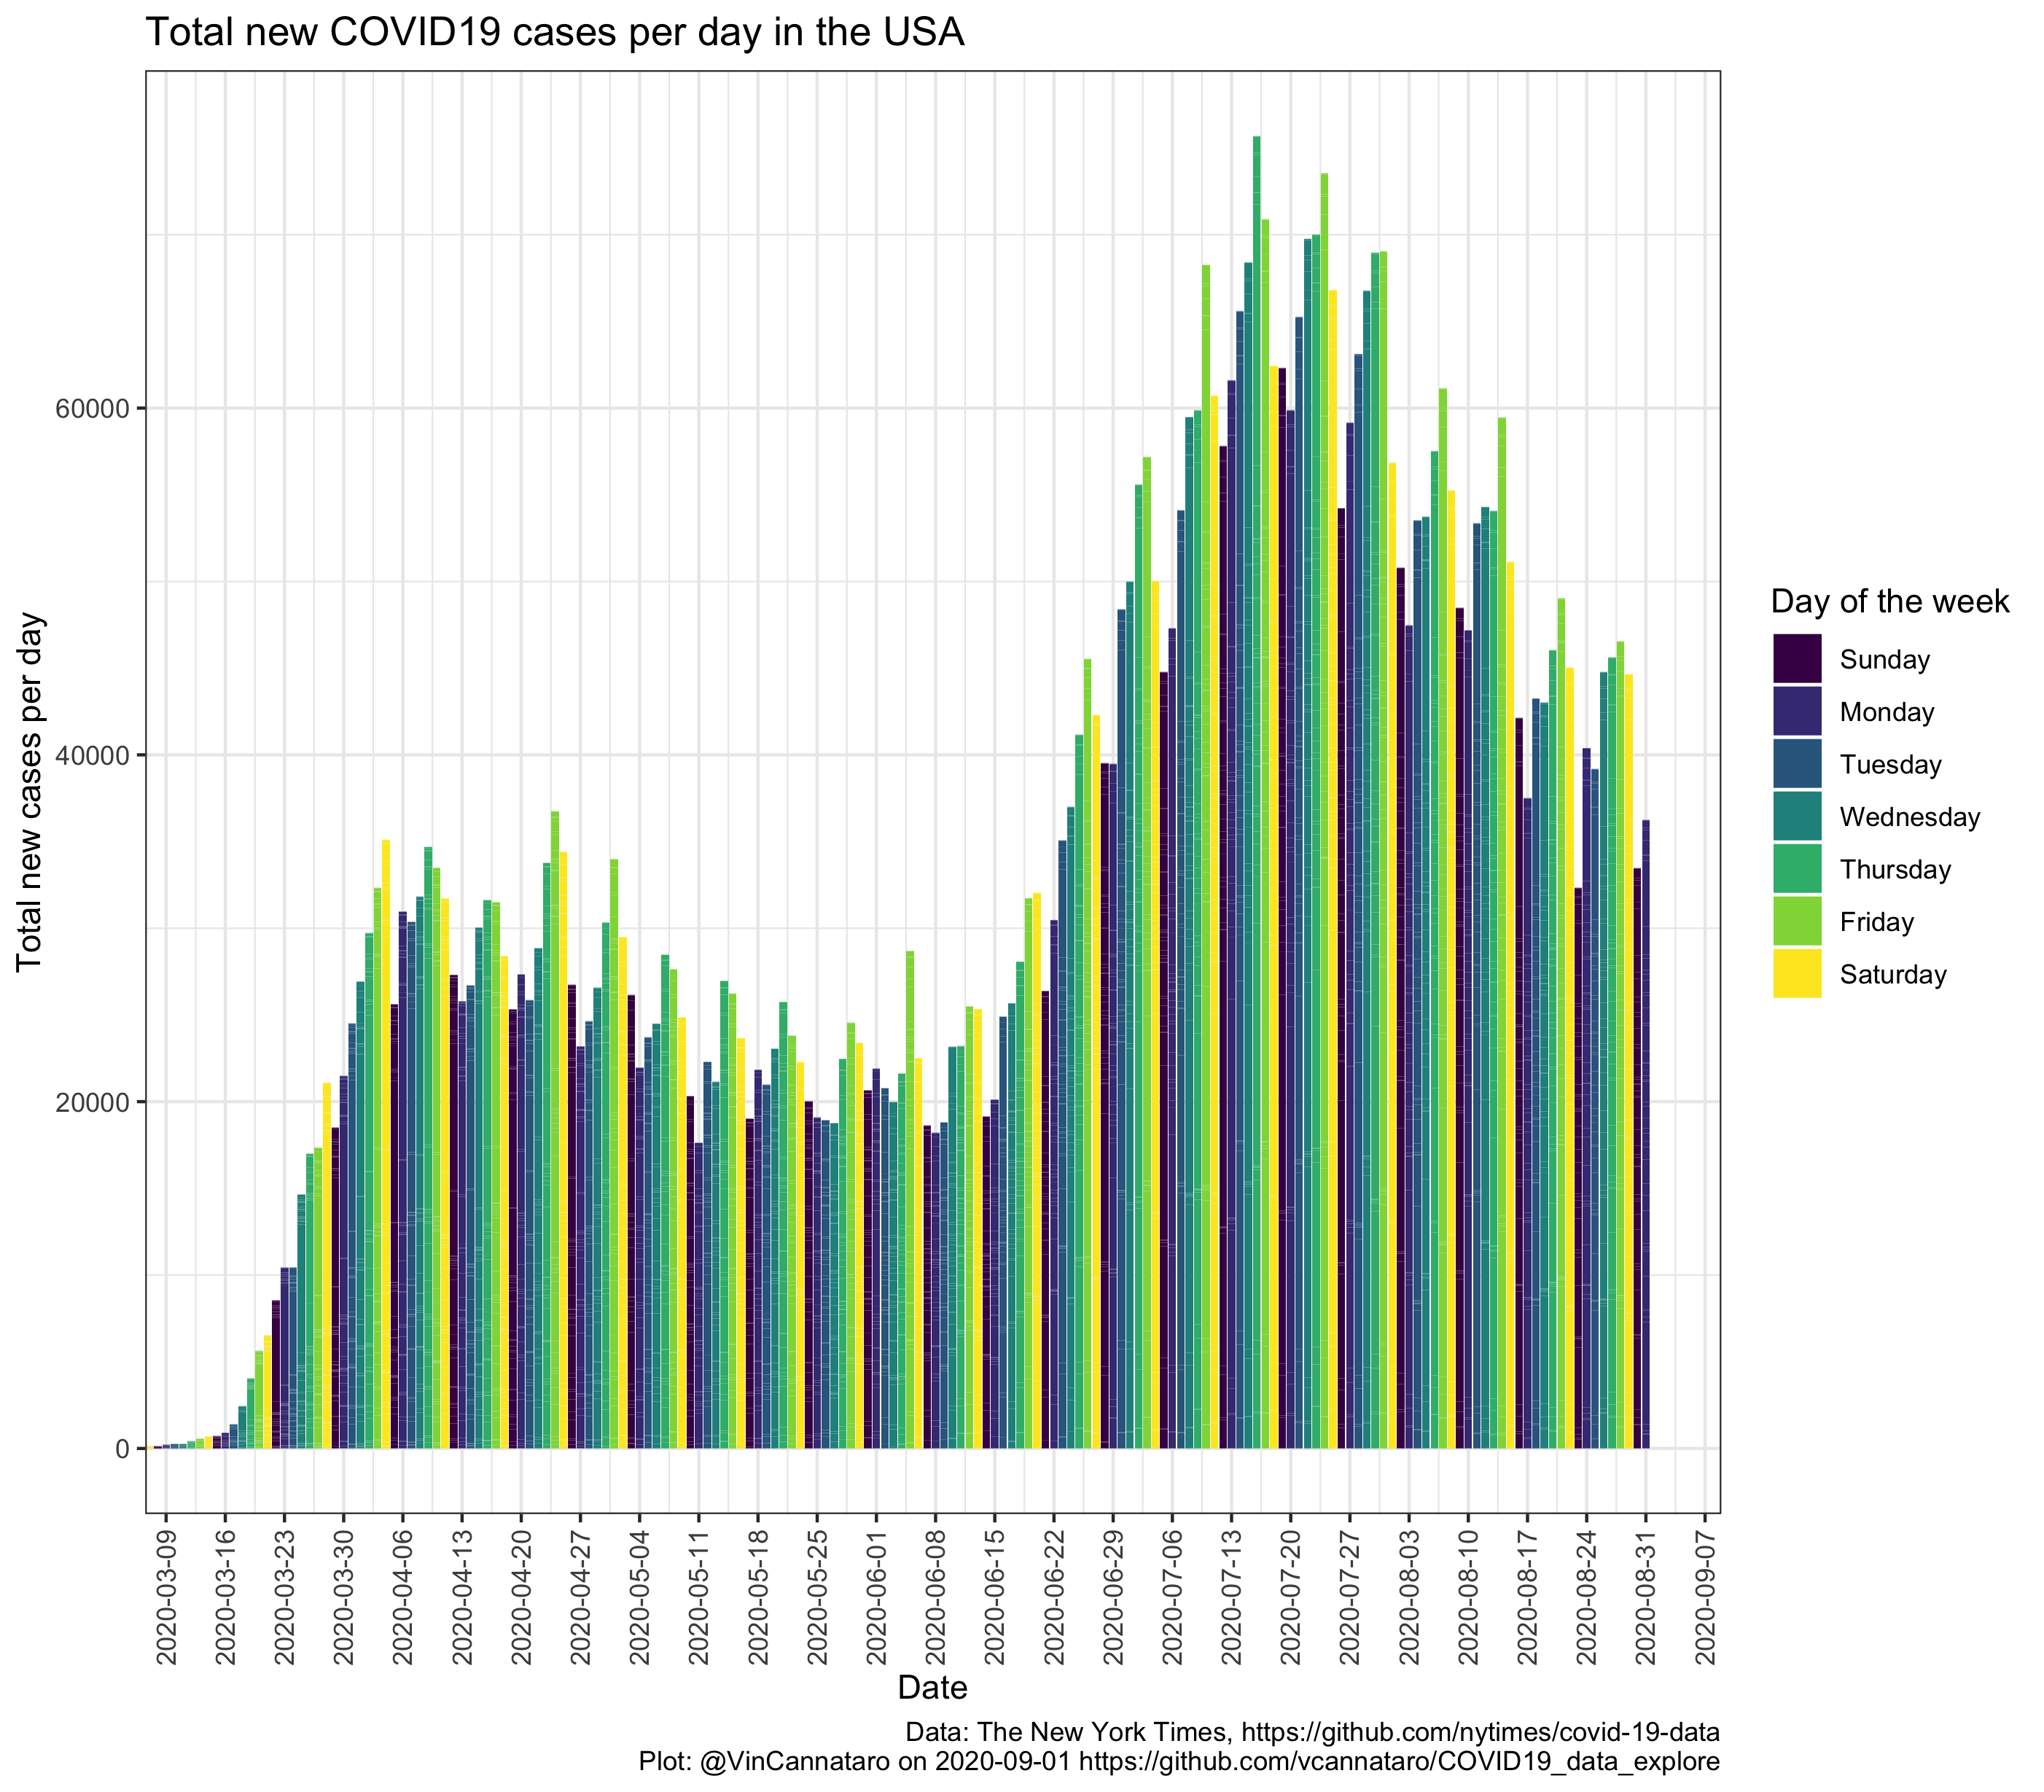 Total new COVID19 cases per day in the USA
Total new cases per day
60000
40000
20000
0
Day of the week
Sunday
Monday
Tuesday
Wednesday
Thursday
Friday
Saturday
2020-03-09
2020-03-16
2020-03-23
2020-03-30
2020-04-06
2020-04-13
2020-04-20
2020-04-27
2020-05-04
2020-05-11
2020-05-18
2020-05-25
2020-06-01
2020-06-08
2020-06-15
2020-06-22
2020-06-29
2020-07-06
2020-07-13
2020-07-20
2020-07-27
2020-08-03
2020-08-10
2020-08-17
2020-08-24
2020-08-31
2020-09-07
Date
Data: The New York Times, https://github.com/nytimes/covid-19-data
Plot: @VinCannataro on 2020-09-01 https://github.com/vcannataro/COVID19_data_explore